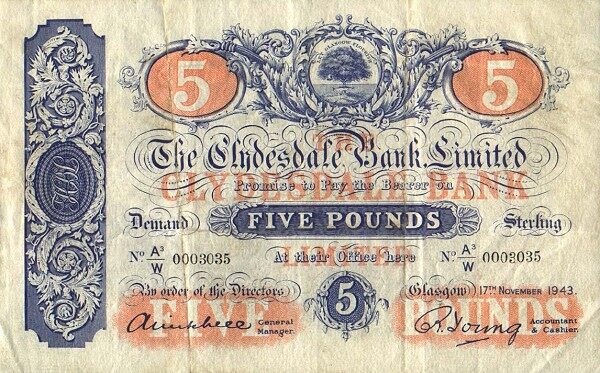 5 5
The Clydesdale Bank Limited
THE
CLYDESDALE BANK
Promise to Pay the Bearer on
Demand FIVE POUNDS Sterling
LIMITED
Nº A³/W 0003035 At their Office here Nº A³/W 0003035
By order of the Directors 5 Glasgow 17TH NOVEMBER 1943
FIVE POUNDS
General Manager. R. Young Accountant & Cashier.